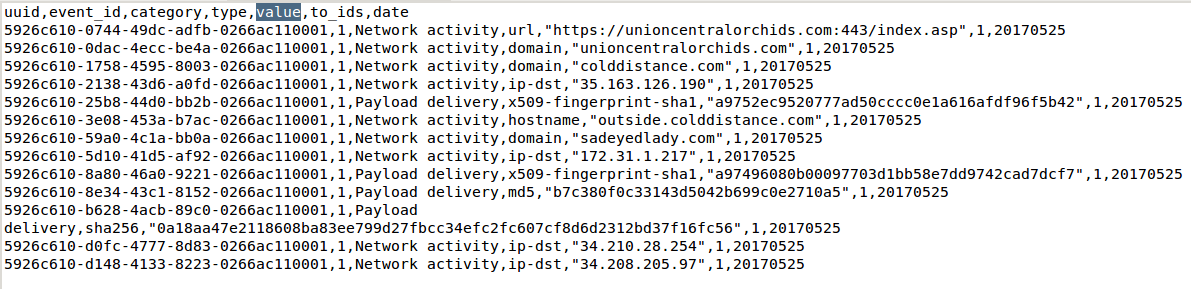 uuid,event_id,category,type,value,to_ids,date
5926c610-0744-49dc-adfb-0266ac110001,1,Network activity,url,"https://unioncentralorchids.com:443/index.asp",1,20170525
5926c610-0dac-4ecc-be4a-0266ac110001,1,Network activity,domain,"unioncentralorchids.com",1,20170525
5926c610-1758-4595-8003-0266ac110001,1,Network activity,domain,"colddistance.com",1,20170525
5926c610-2138-43d6-a0fd-0266ac110001,1,Network activity,ip-dst,"35.163.126.190",1,20170525
5926c610-25b8-44d0-bb2b-0266ac110001,1,Payload delivery,x509-fingerprint-sha1,"a9752ec9520777ad50cccc0e1a616afdf96f5b42",1,20170525
5926c610-3e08-453a-b7ac-0266ac110001,1,Network activity,hostname,"outside.colddistance.com",1,20170525
5926c610-59a0-4c1a-bb0a-0266ac110001,1,Network activity,domain,"sadeyedlady.com",1,20170525
5926c610-5d10-41d5-af92-0266ac110001,1,Network activity,ip-dst,"172.31.1.217",1,20170525
5926c610-8a80-46a0-9221-0266ac110001,1,Payload delivery,x509-fingerprint-sha1,"a97496080b00097703d1bb58e7dd9742cad7dcf7",1,20170525
5926c610-8e34-43c1-8152-0266ac110001,1,Payload delivery,md5,"b7c380f0c33143d5042b699c0e2710a5",1,20170525
5926c610-b628-4acb-89c0-0266ac110001,1,Payload
delivery,sha256,"0a18aa47e2118608ba83ee799d27fbcc34efc2fc607cf8d6d2312bd37f16fc56",1,20170525
5926c610-d0fc-4777-8d83-0266ac110001,1,Network activity,ip-dst,"34.210.28.254",1,20170525
5926c610-d148-4133-8223-0266ac110001,1,Network activity,ip-dst,"34.208.205.97",1,20170525